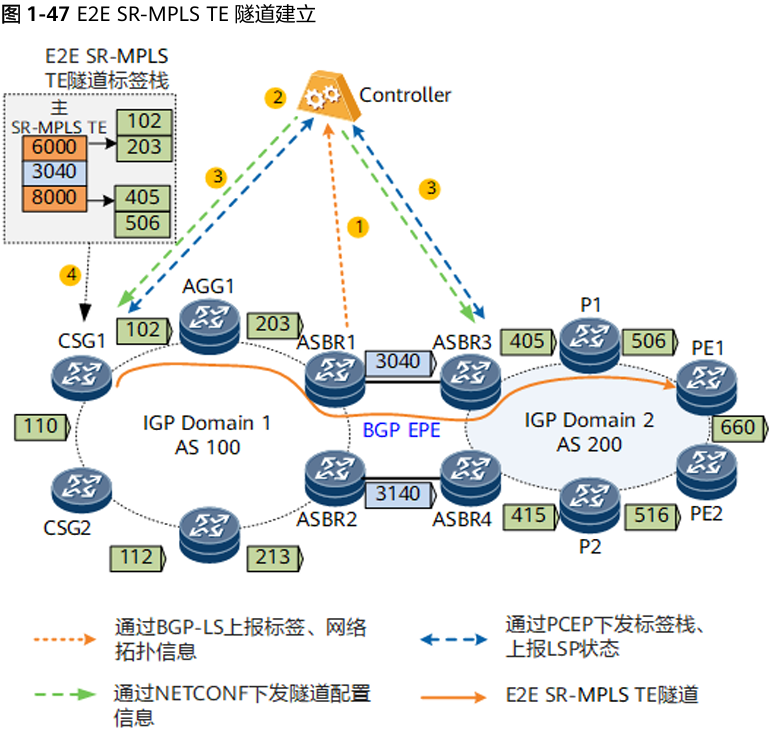 图 1-47 E2E SR-MPLS TE 隧道建立
E2E SR-MPLS
TE隧道标签栈
主
SR-MPLS TE
6000
3040
8000
102
203
405
506
2
Controller
3
3
1
4
CSG1
102
AGG1
203
ASBR1
3040
ASBR3
405
P1
506
PE1
110
IGP Domain 1
AS 100
BGP EPE
IGP Domain 2
AS 200
660
CSG2
112
213
ASBR2
3140
ASBR4
415
P2
516
PE2
通过BGP-LS上报标签、网络
拓扑信息
通过PCEP下发标签栈、
上报LSP状态
通过NETCONF下发隧道配置
信息
E2E SR-MPLS TE隧道